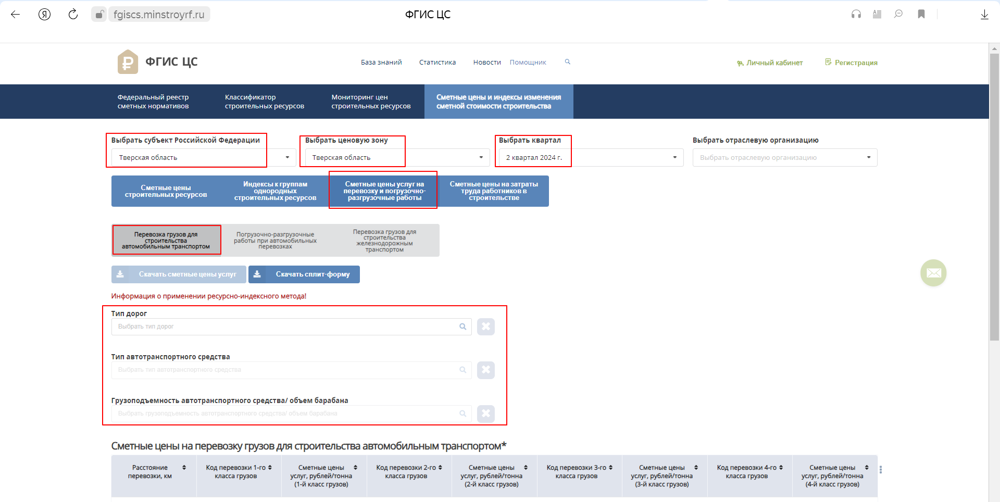 fgiscs.minstroyrf.ru
ФГИС ЦС
ФГИС ЦС
База знаний
Статистика
Новости
Помощник
Личный кабинет
Регистрация
Федеральный реестр
сметных нормативов
Классификатор
строительных ресурсов
Мониторинг цен
строительных ресурсов
Сметные цены и индексы изменения
сметной стоимости строительства
Выбрать субъект Российской Федерации
Тверская область
Выбрать ценовую зону
Тверская область
Выбрать квартал
2 квартал 2024 г.
Выбрать отраслевую организацию
Выбрать отраслевую организацию
Сметные цены
строительных ресурсов
Индексы к группам
однородных
строительных ресурсов
Сметные цены услуг на
перевозку и погрузочно-
разгрузочные работы
Сметные цены на затраты
труда работников в
строительстве
Перевозка грузов для
строительства
автомобильным транспортом
Погрузочно-разгрузочные
работы при автомобильных
перевозках
Перевозка грузов для
строительства
железнодорожным
транспортом
Скачать сметные цены услуг
Скачать сплит-форму
Информация о применении ресурсно-индексного метода!
Тип дорог
Выбрать тип дорог
Тип автотранспортного средства
Выбрать тип автотранспортного средства
Грузоподъемность автотранспортного средства/ объем барабана
Выбрать грузоподъемность автотранспортного средства/ объем барабана
Сметные цены на перевозку грузов для строительства автомобильным транспортом*
Расстояние
перевозки, км
Код перевозки 1-го
класса грузов
Сметные цены
услуг, рублей/тонна
(1-й класс грузов)
Код перевозки 2-го
класса грузов
Сметные цены
услуг, рублей/тонна
(2-й класс грузов)
Код перевозки 3-го
класса грузов
Сметные цены
услуг, рублей/тонна
(3-й класс грузов)
Код перевозки 4-го
класса грузов
Сметные цены
услуг, рублей/тонна
(4-й класс грузов)